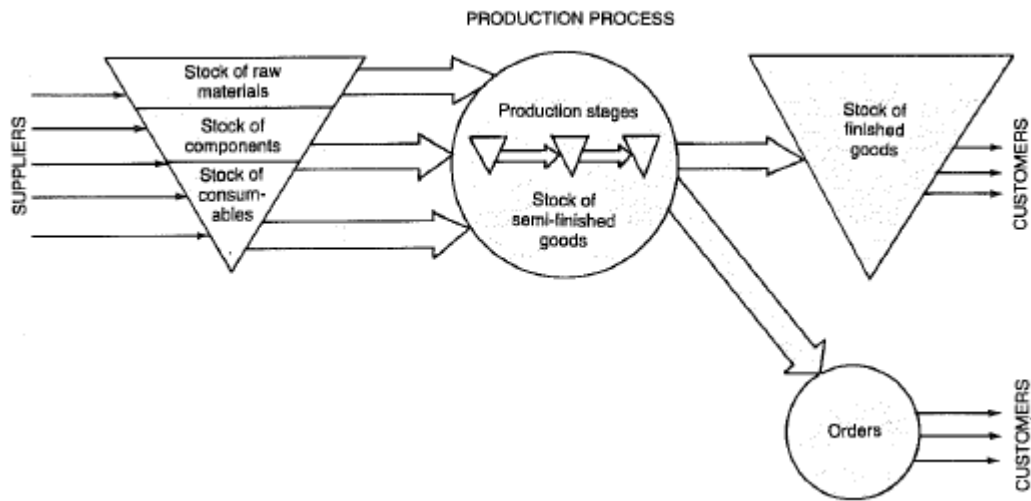 PRODUCTION PROCESS
SUPPLIERS
Stock of raw
materials
Stock of
components
Stock of
consum-
ables
Production stages
Stock of
semi-finished
goods
Stock of
finished
goods
CUSTOMERS
Orders
CUSTOMERS